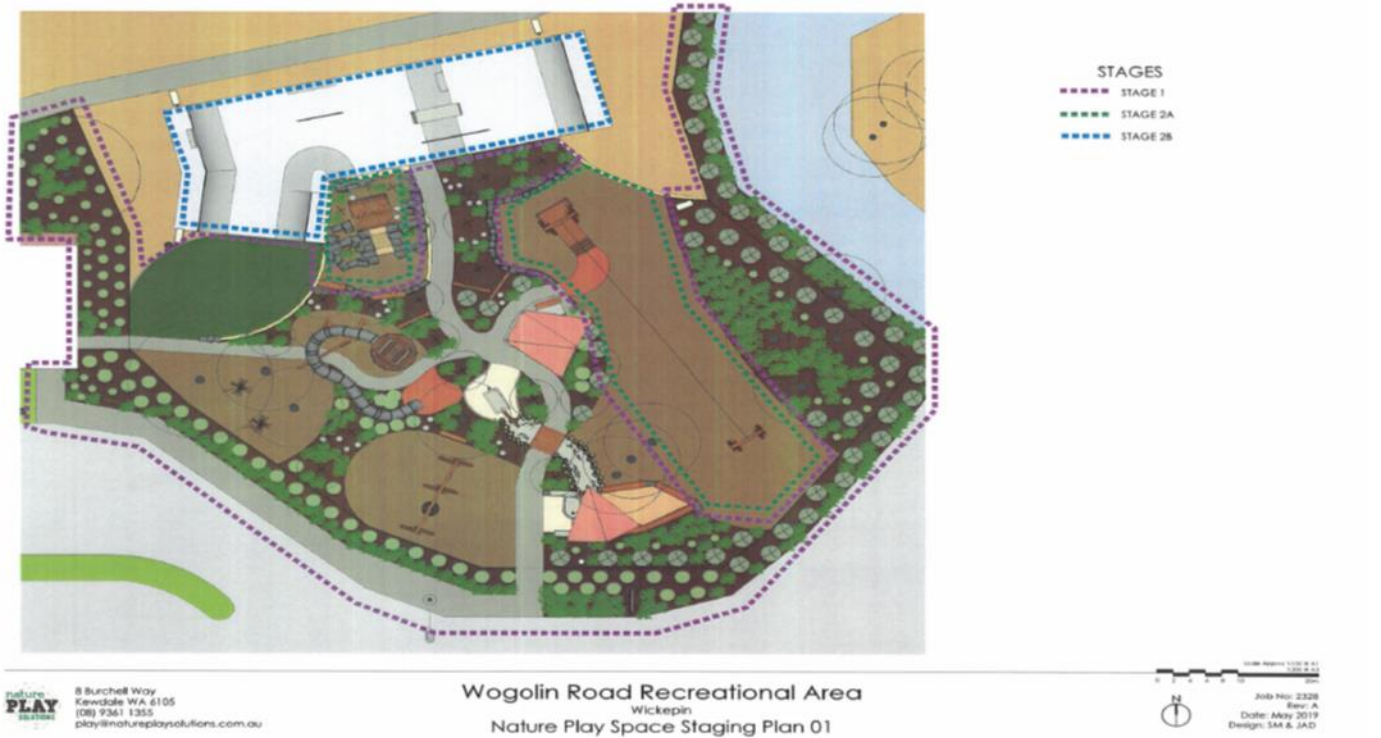 STAGES
STAGE 1
STAGE 2A
STAGE 2B
nature
PLAY
SOLUTIONS
8 Burchell Way
Kewdale WA 6105
(08) 9361 1355
play@natureplaysolutions.com.au
Wogolin Road Recreational Area
Wickepin
Nature Play Space Staging Plan 01
N
Job No: 2328
Rev: A
Date: May 2019
Design: SM & JAD